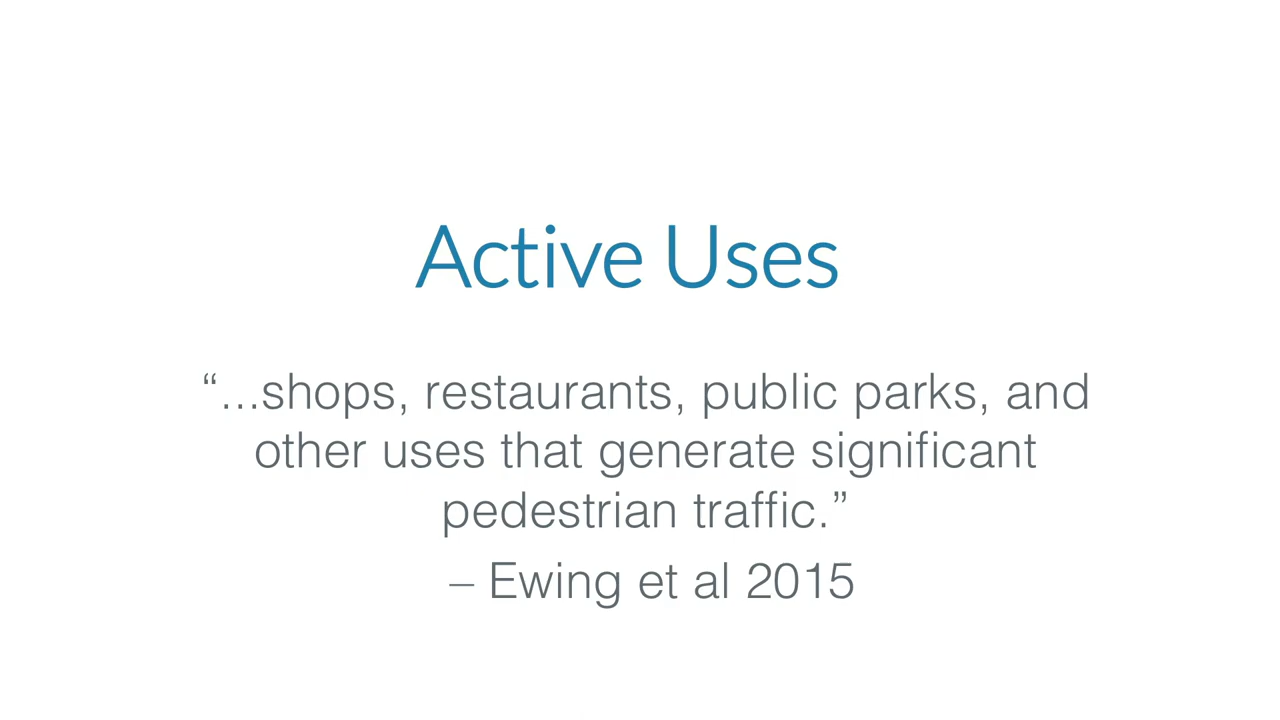 Active Uses
“...shops, restaurants, public parks, and
other uses that generate significant
pedestrian traffic.”
– Ewing et al 2015